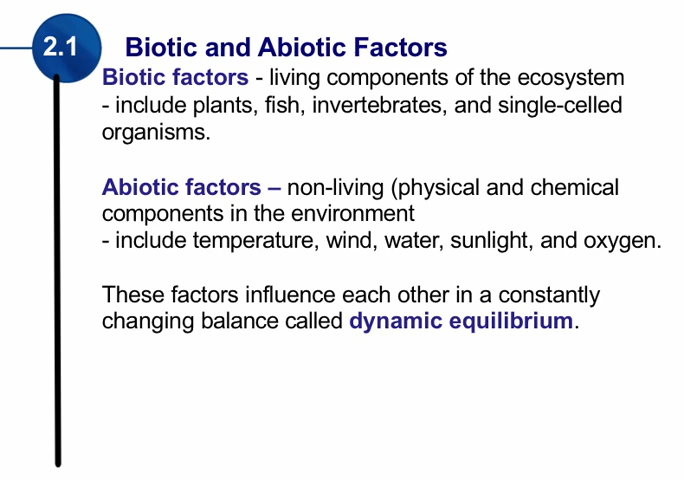 2.1
Biotic and Abiotic Factors
Biotic factors - living components of the ecosystem
- include plants, fish, invertebrates, and single-celled
organisms.
Abiotic factors – non-living (physical and chemical
components in the environment
- include temperature, wind, water, sunlight, and oxygen.
These factors influence each other in a constantly
changing balance called dynamic equilibrium.